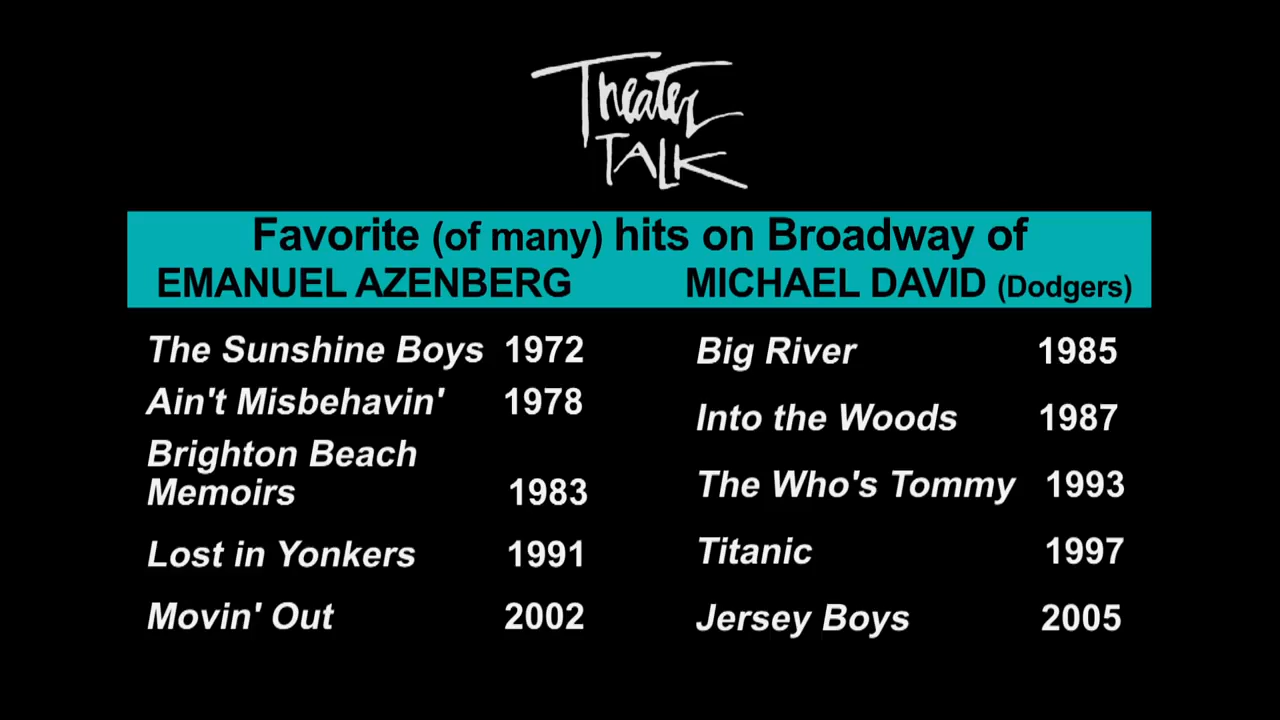 Theater
TALK
Favorite (of many) hits on Broadway of
EMANUEL AZENBERG
The Sunshine Boys 1972
Ain't Misbehavin' 1978
Brighton Beach
Memoirs 1983
Lost in Yonkers 1991
Movin' Out 2002
MICHAEL DAVID (Dodgers)
Big River 1985
Into the Woods 1987
The Who's Tommy 1993
Titanic 1997
Jersey Boys 2005